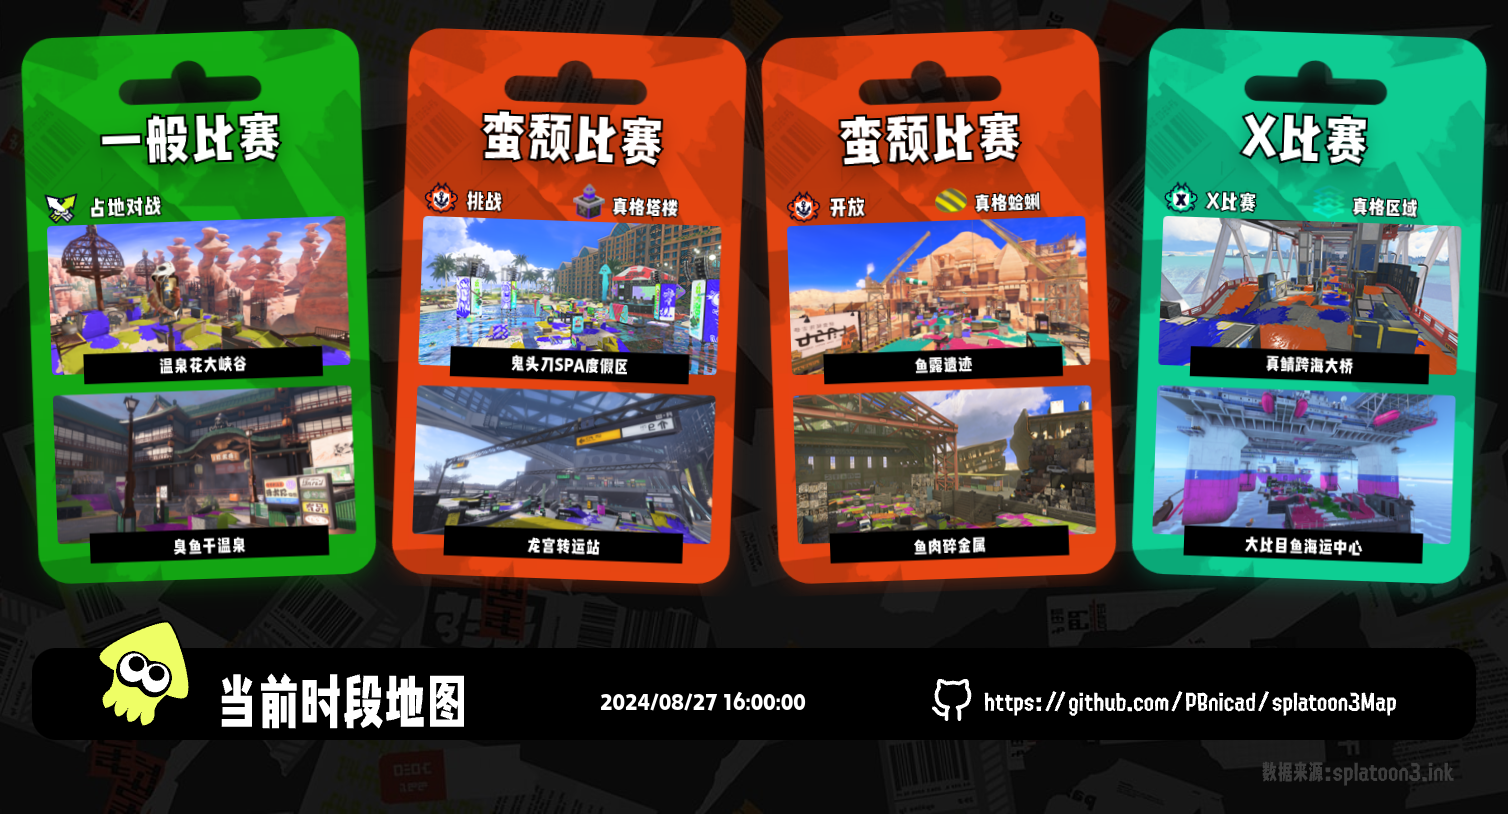 一般比赛
占地对战
温泉花大峡谷
臭鱼干温泉
蛮颓比赛
挑战
真格塔楼
鬼头刀SPA度假区
龙宫转运站
蛮颓比赛
开放
真格蛤蜊
鱼露遗迹
鱼肉碎金属
X比赛
X比赛
真格区域
真鲭跨海大桥
大比目鱼海运中心
当前时段地图
2024/08/27 16:00:00
https://github.com/PBnicad/splatoon3Map
数据来源:splatoon3.ink